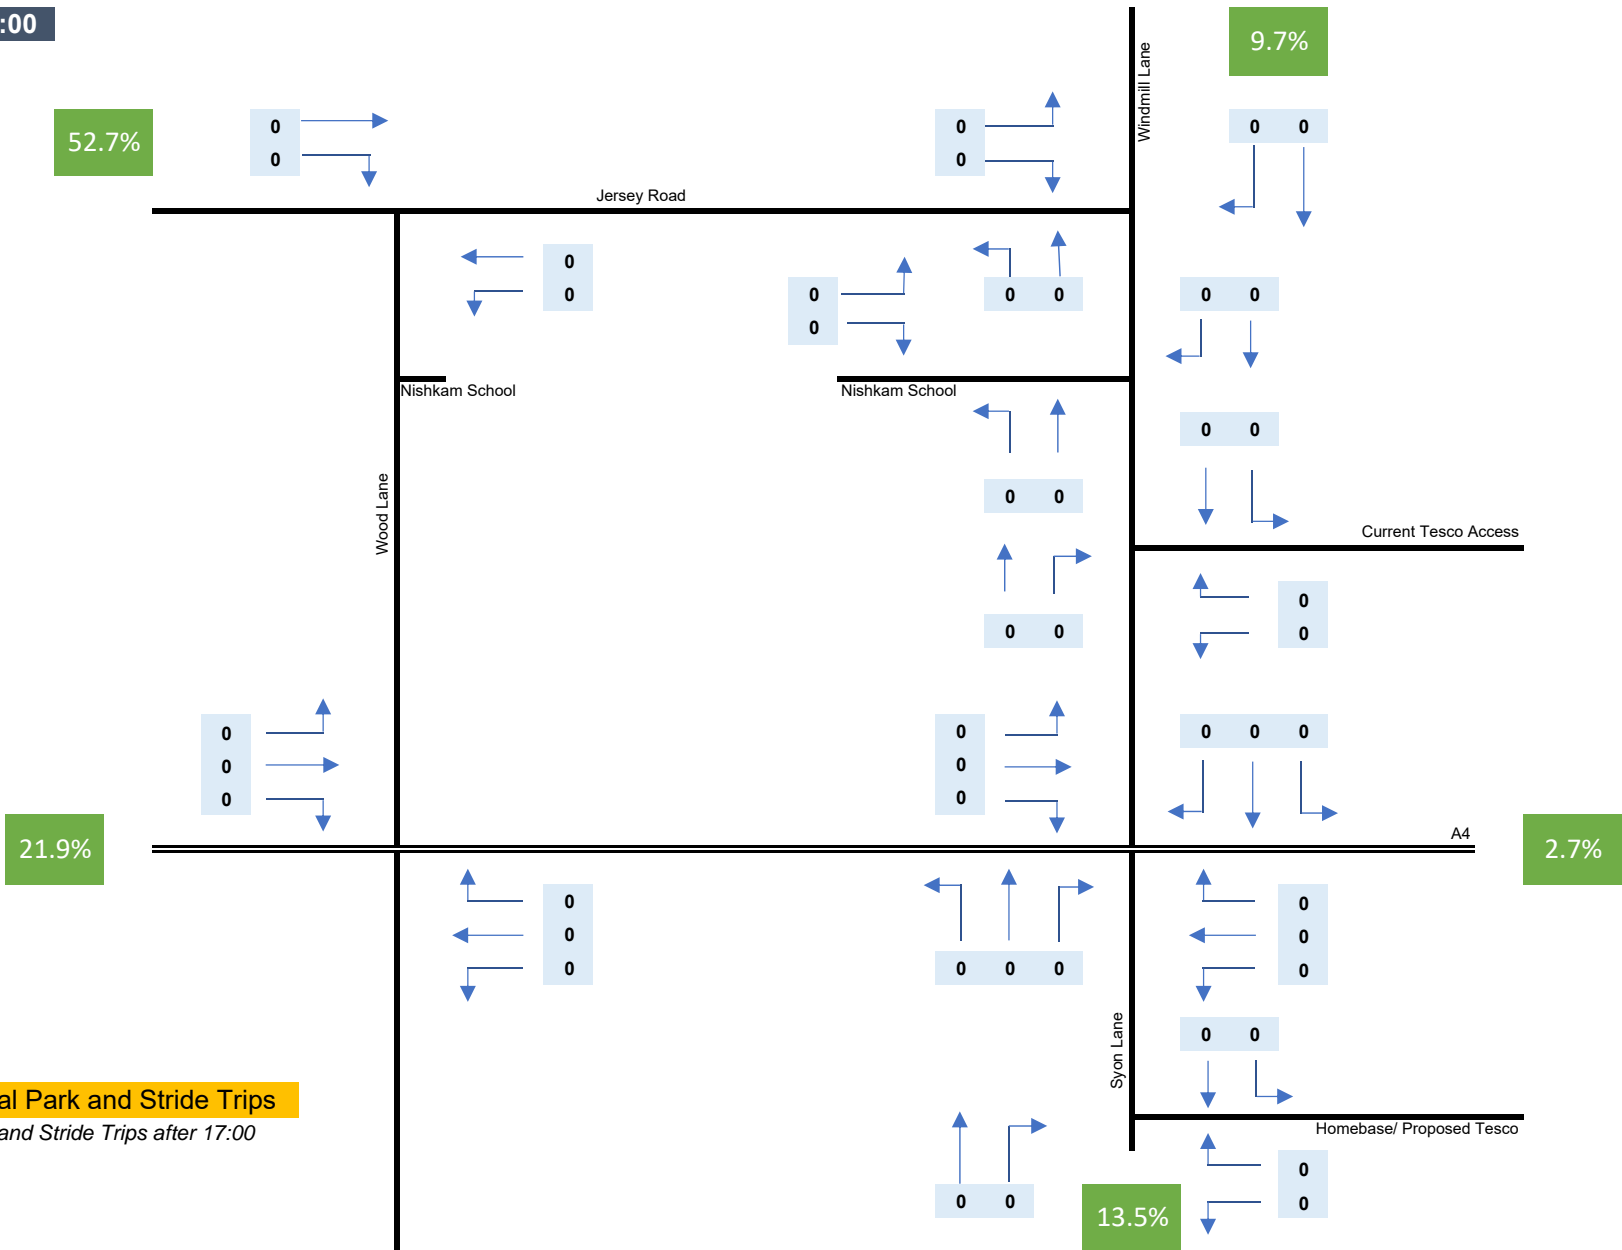 :00
9.7%
Windmill Lane
52.7%
0
0
0
0
0 0
Jersey Road
0
0
0
0
0 0
0 0
Nishkam School
Nishkam School
0 0
Wood Lane
0 0
Current Tesco Access
0
0
0 0
0
0
0
0
0
0
0 0 0
A4
21.9%
2.7%
0
0
0
0 0 0
0
0
0
Syon Lane
0 0
al Park and Stride Trips
and Stride Trips after 17:00
Homebase/ Proposed Tesco
0
0
0 0
13.5%